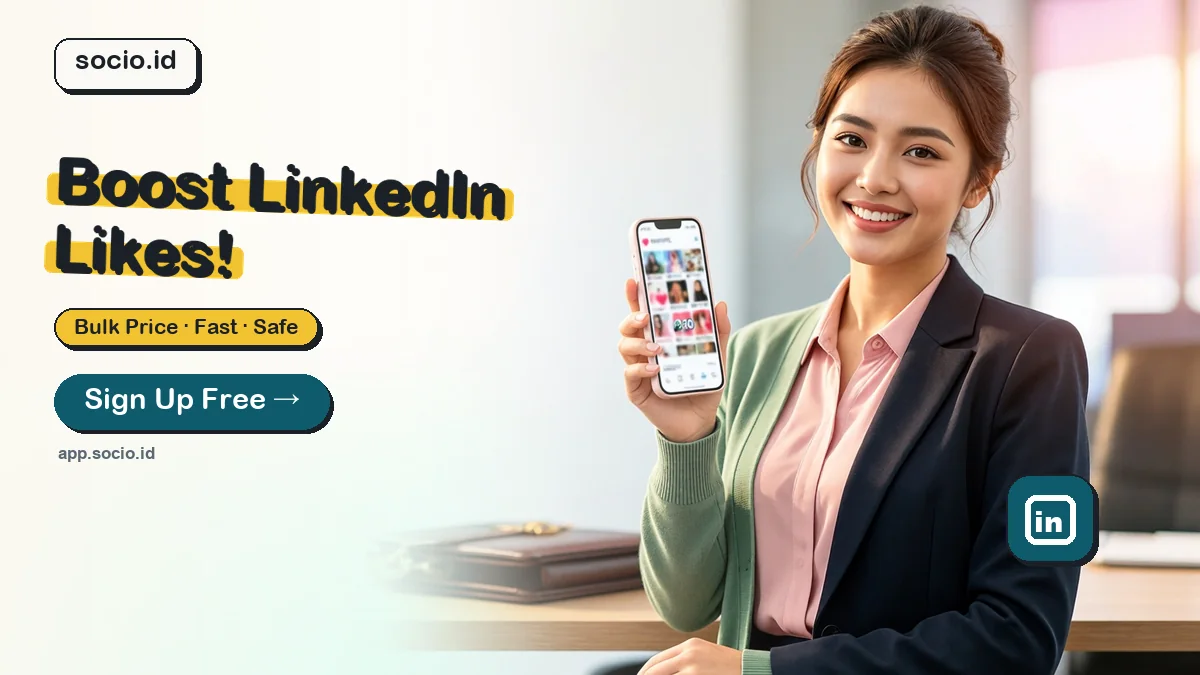 socio.id
Boost LinkedIn
Likes!
Bulk Price · Fast · Safe
Sign Up Free →
app.socio.id
in